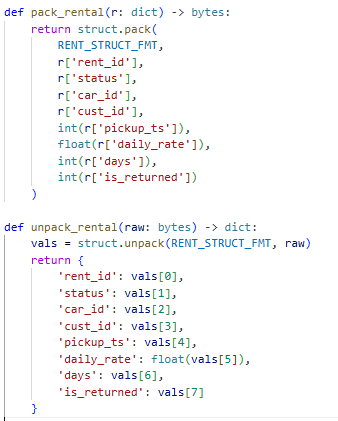 def pack_rental(r: dict) -> bytes:
    return struct.pack(
        RENT_STRUCT_FMT,
        r['rent_id'],
        r['status'],
        r['car_id'],
        r['cust_id'],
        int(r['pickup_ts']),
        float(r['daily_rate']),
        int(r['days']),
        int(r['is_returned'])
    )

def unpack_rental(raw: bytes) -> dict:
    vals = struct.unpack(RENT_STRUCT_FMT, raw)
    return {
        'rent_id': vals[0],
        'status': vals[1],
        'car_id': vals[2],
        'cust_id': vals[3],
        'pickup_ts': vals[4],
        'daily_rate': float(vals[5]),
        'days': vals[6],
        'is_returned': vals[7]
    }